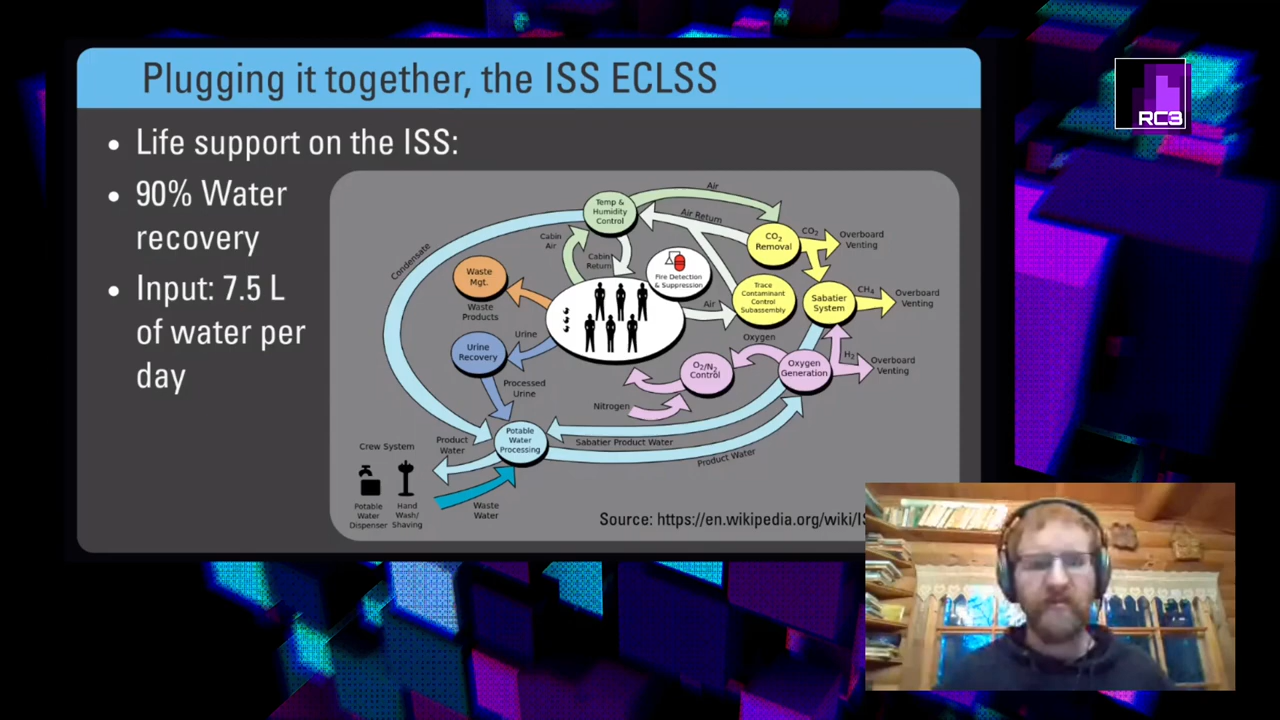 Plugging it together, the ISS ECLSS
RC3
• Life support on the ISS:
• 90% Water
recovery
• Input: 7.5 L
of water per
day
Air
Temp &
Humidity
Control
Air Return
CO2
Removal
CO2
Overboard
Venting
Cabin
Air
Cabin
Return
Condensate
Fire Detection
& Suppression
Waste
Mgt.
Waste
Products
Air
Trace
Contaminant
Control
Subassembly
Sabatier
System
CH4
Overboard
Venting
Urine
Urine
Recovery
Oxygen
O2/N2
Control
Oxygen
Generation
H2
Overboard
Venting
Processed
Urine
Nitrogen
Potable
Water
Processing
Sabatier Product Water
Product Water
Crew System
Product
Water
Potable
Water
Dispenser
Hand
Wash/
Shaving
Waste
Water
Source: https://en.wikipedia.org/wiki/IS